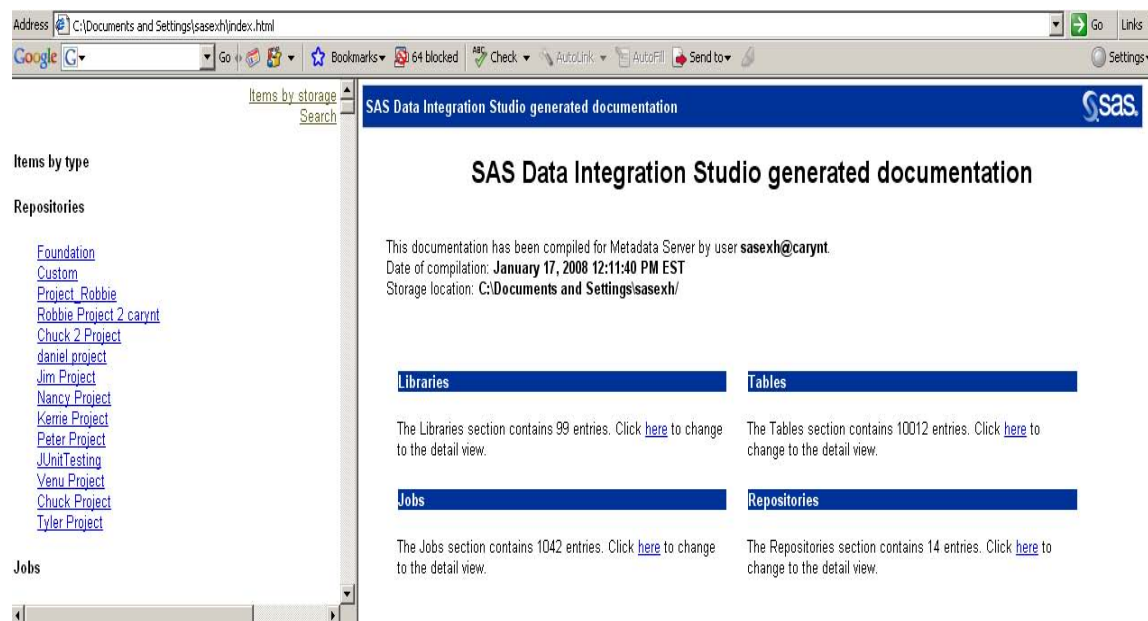 Address C:\Documents and Settings\sasexh\index.html Go Links
Google G Go Bookmarks 64 blocked ABC Check AutoLink AutoFill Send to Settings
Items by storage
Search
Items by type
Repositories
Foundation
Custom
Project_Robbie
Robbie Project 2 carynt
Chuck 2 Project
daniel project
Jim Project
Nancy Project
Kerrie Project
Peter Project
JUnitTesting
Venu Project
Chuck Project
Tyler Project
Jobs
SAS Data Integration Studio generated documentation
sas.
SAS Data Integration Studio generated documentation
This documentation has been compiled for Metadata Server by user sasexh@carynt.
Date of compilation: January 17, 2008 12:11:40 PM EST
Storage location: C:\Documents and Settings\sasexh/
Libraries
The Libraries section contains 99 entries. Click here to change
to the detail view.
Tables
The Tables section contains 10012 entries. Click here to
change to the detail view.
Jobs
The Jobs section contains 1042 entries. Click here to change
to the detail view.
Repositories
The Repositories section contains 14 entries. Click here to
change to the detail view.